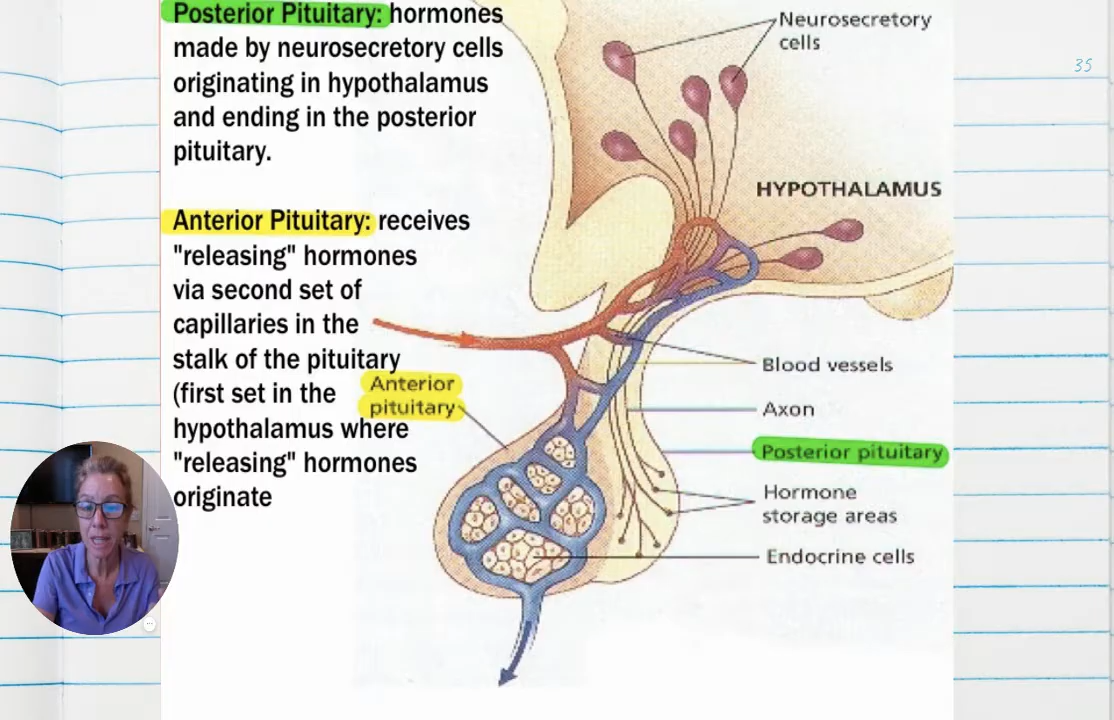 Posterior Pituitary: hormones
made by neurosecretory cells
originating in hypothalamus
and ending in the posterior
pituitary.
Anterior Pituitary: receives
"releasing" hormones
via second set of
capillaries in the
stalk of the pituitary
(first set in the
hypothalamus where
"releasing" hormones
originate
Neurosecretory
cells
35
HYPOTHALAMUS
Blood vessels
Anterior
pituitary
Axon
Posterior pituitary
Hormone
storage areas
Endocrine cells